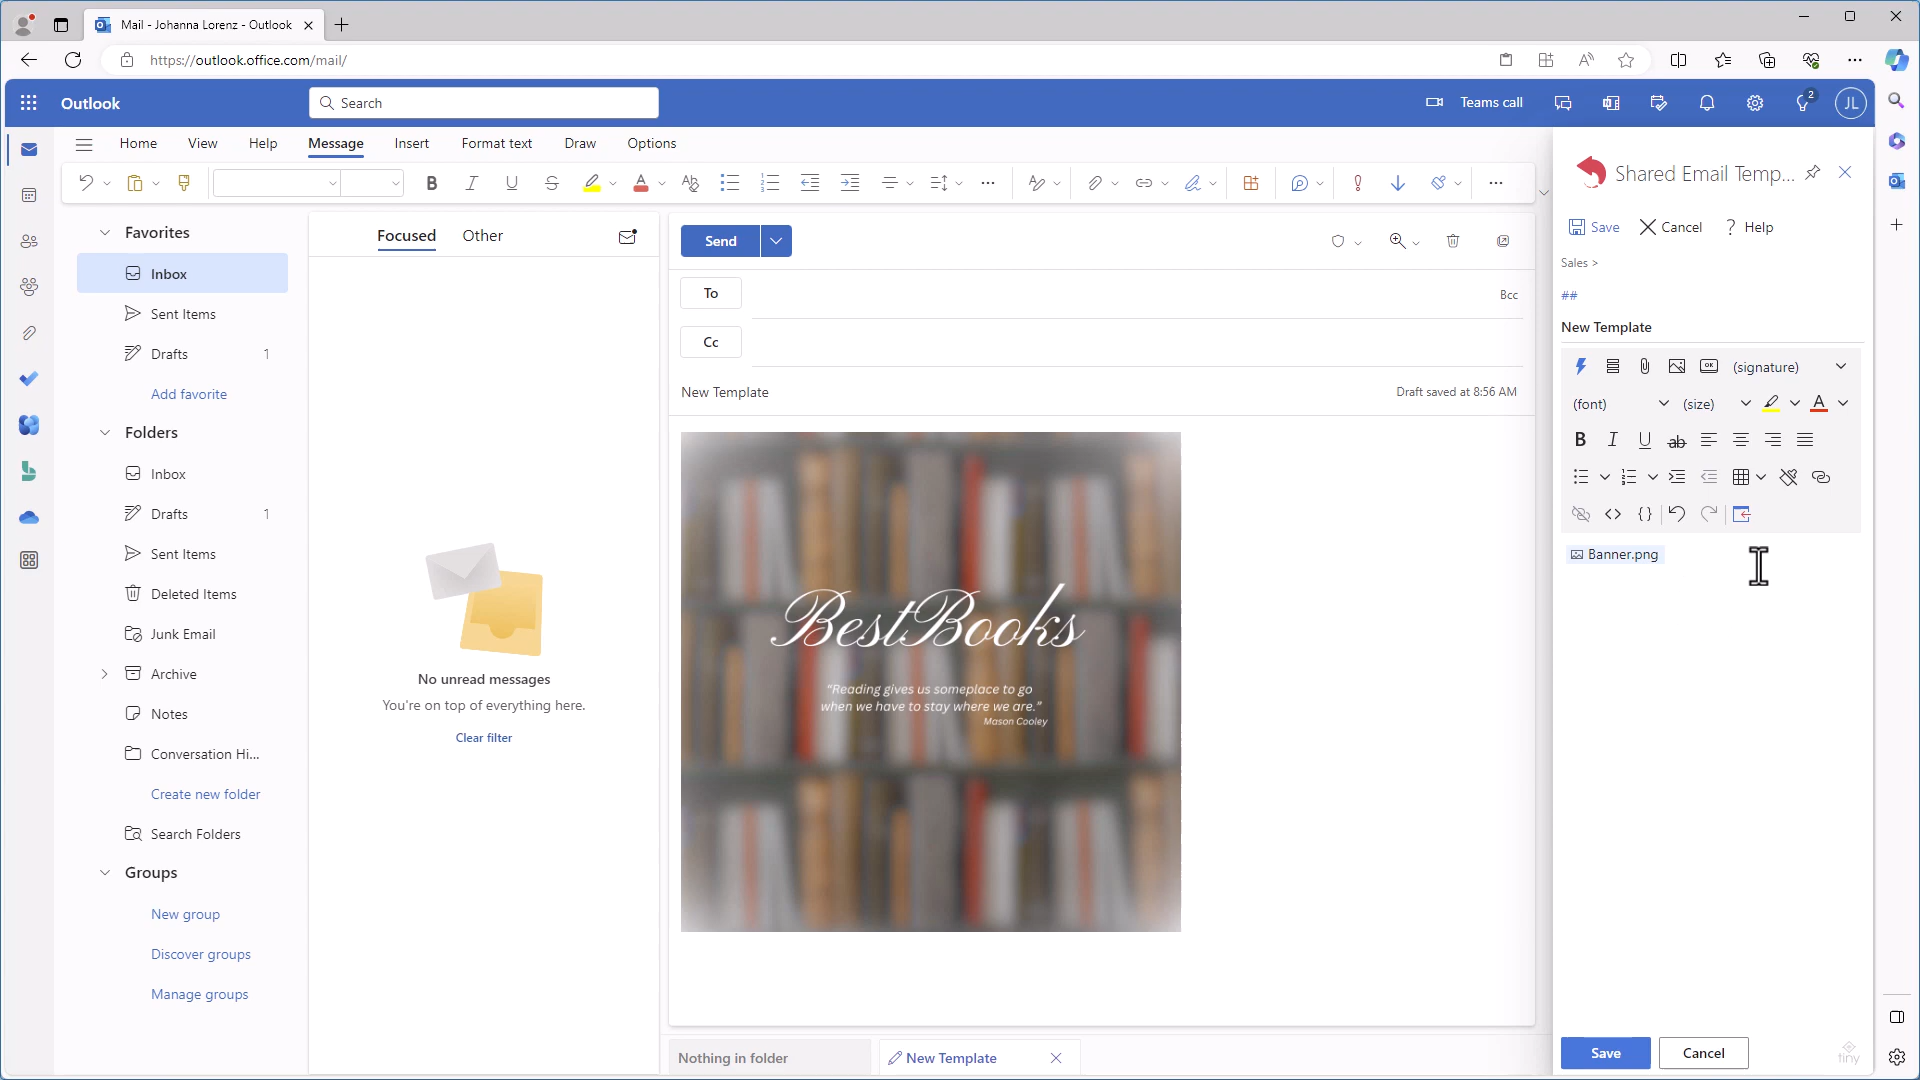 Mail - Johanna Lorenz - Outlook
https://outlook.office.com/mail/
Outlook
Search
Teams call
2
JL
Home View Help Message Insert Format text Draw Options
Favorites
Inbox
Sent Items
Drafts 1
Add favorite
Folders
Inbox
Drafts 1
Sent Items
Deleted Items
Junk Email
Archive
Notes
Conversation Hi...
Create new folder
Search Folders
Groups
New group
Discover groups
Manage groups
Focused Other
No unread messages
You're on top of everything here.
Clear filter
Send
To
Bcc
Cc
New Template
Draft saved at 8:56 AM
BestBooks
"Reading gives us someplace to go
when we have to stay where we are."
Mason Cooley
Nothing in folder
New Template
Shared Email Temp...
Save Cancel ? Help
Sales >
##
New Template
(signature)
(font) (size)
Banner.png
Save Cancel
tiny